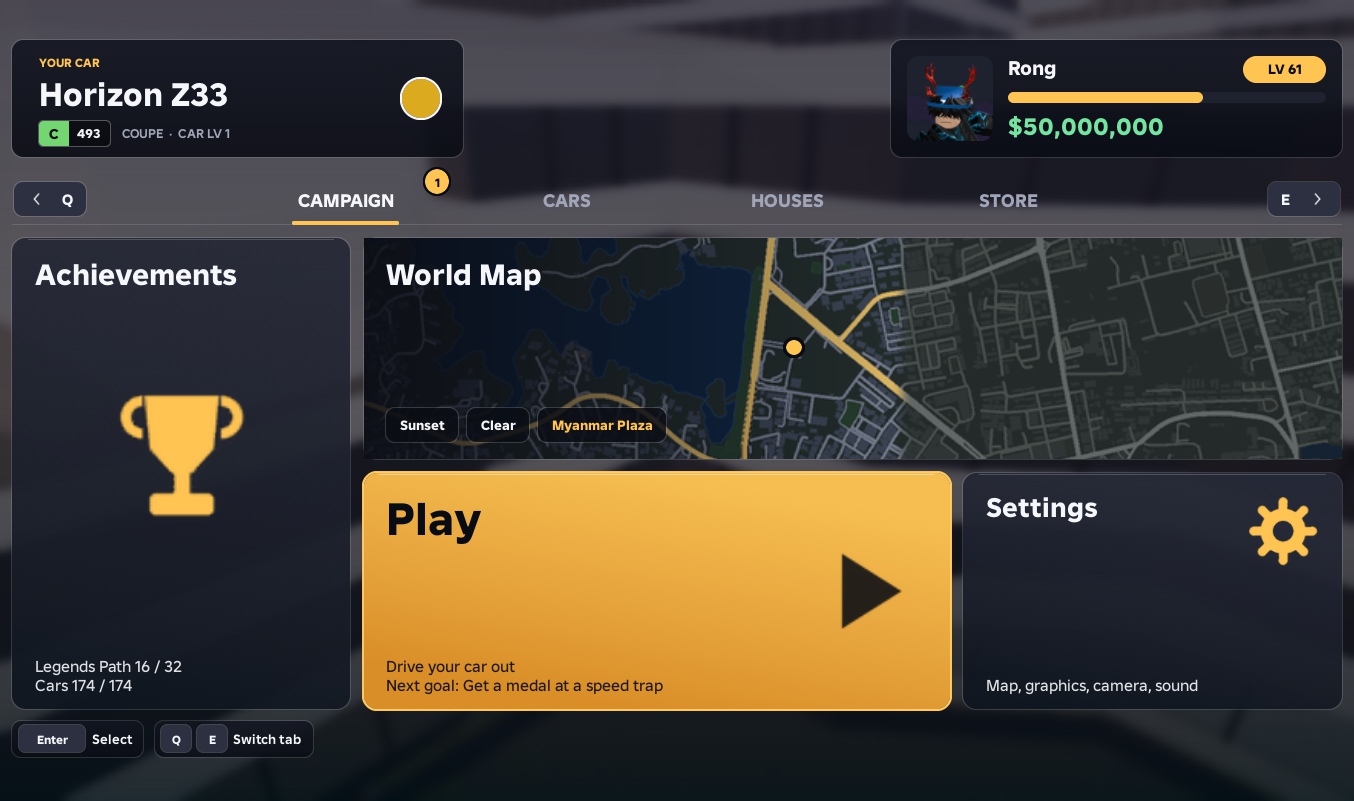 YOUR CAR
Horizon Z33
C 493 COUPE · CAR LV 1
Rong
LV 61
$50,000,000
Q
CAMPAIGN
1
CARS
HOUSES
STORE
E
Achievements
Legends Path 16 / 32
Cars 174 / 174
World Map
Sunset
Clear
Myanmar Plaza
Play
Drive your car out
Next goal: Get a medal at a speed trap
Settings
Map, graphics, camera, sound
Enter Select
Q E Switch tab